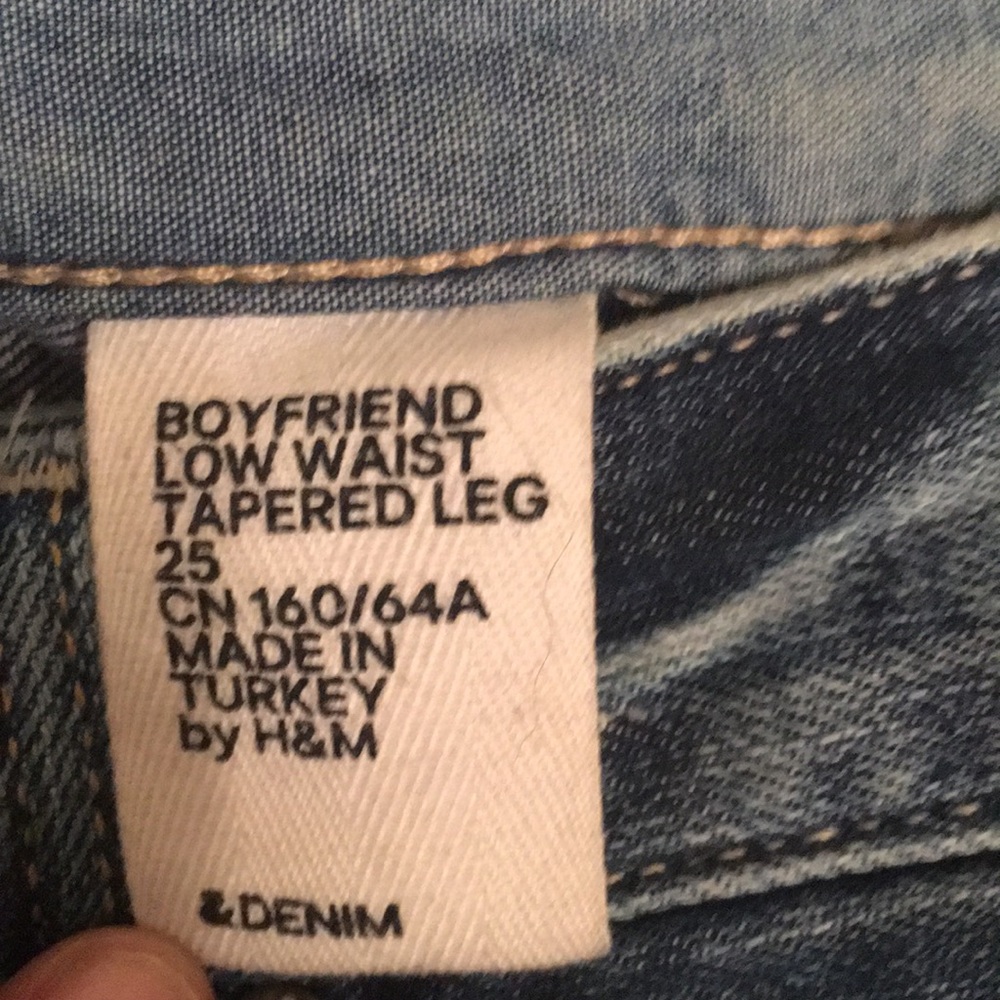 BOYFRIEND
LOW WAIST
TAPERED LEG
25
CN 160/64A
MADE IN
TURKEY
by H&M
&DENIM